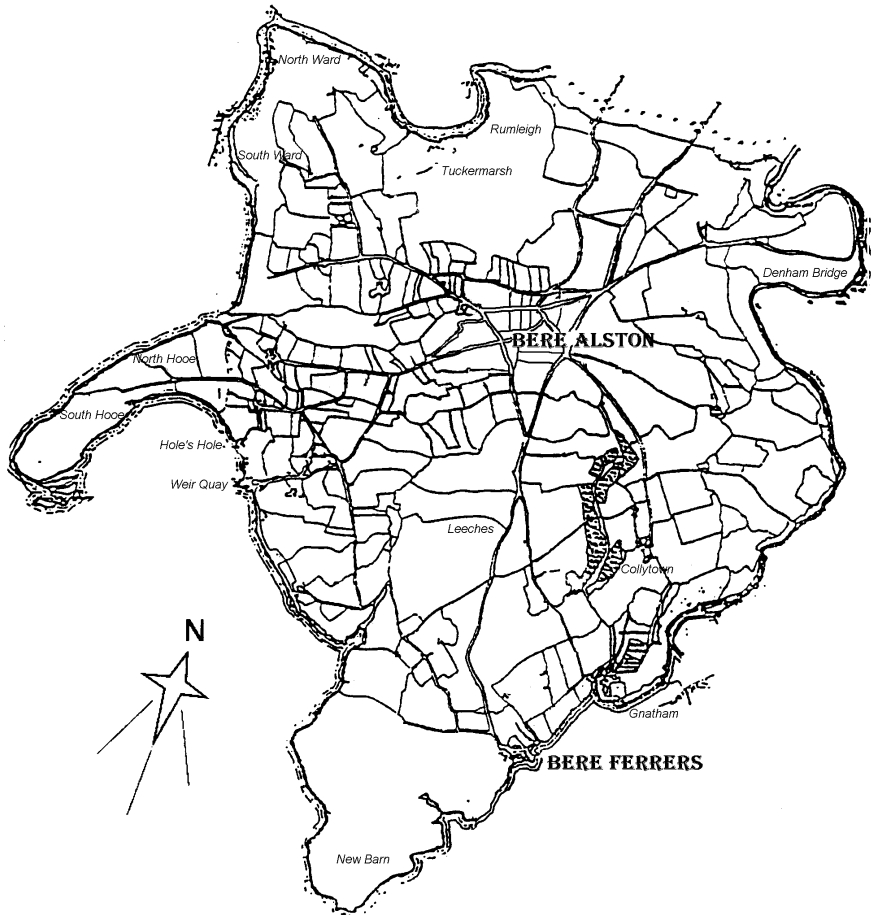 North Ward
Rumleigh
South Ward
Tuckermarsh
Denham Bridge
BERE ALSTON
North Hooe
South Hooe
Hole's Hole
Weir Quay
Leeches
Collytown
N
Gnatham
BERE FERRERS
New Barn